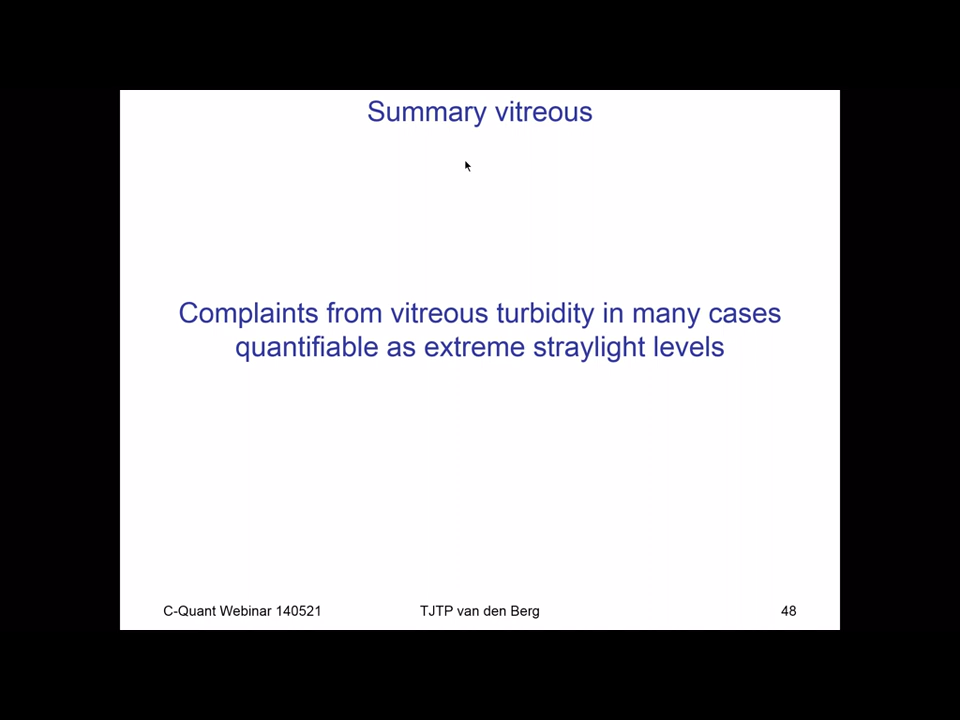 Summary vitreous
Complaints from vitreous turbidity in many cases
quantifiable as extreme straylight levels
C-Quant Webinar 140521 TJTP van den Berg 48